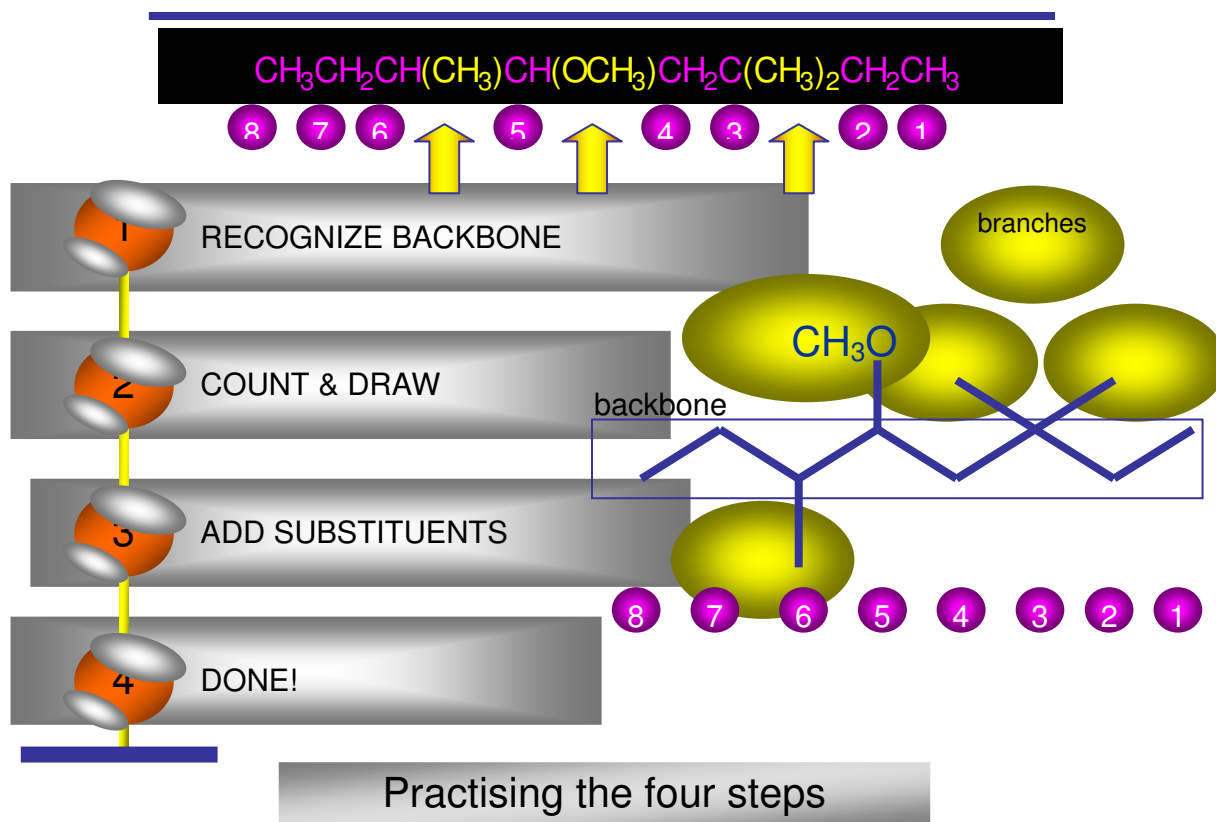 CH₃CH₂CH(CH₃)CH(OCH₃)CH₂C(CH₃)₂CH₂CH₃
8 7 6 5 4 3 2 1
1 RECOGNIZE BACKBONE
branches
2 COUNT & DRAW
CH₃O
backbone
3 ADD SUBSTITUENTS
8 7 6 5 4 3 2 1
4 DONE!
Practising the four steps